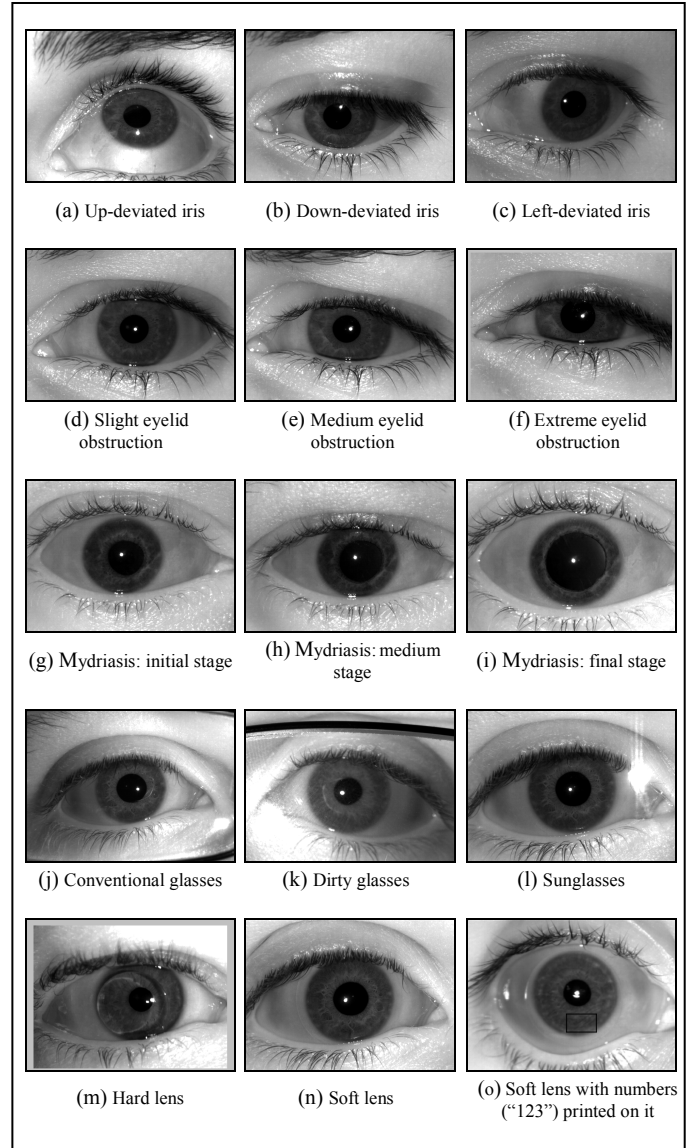 (a) Up-deviated iris
(b) Down-deviated iris
(c) Left-deviated iris
(d) Slight eyelid
obstruction
(e) Medium eyelid
obstruction
(f) Extreme eyelid
obstruction
(g) Mydriasis: initial stage
(h) Mydriasis: medium
stage
(i) Mydriasis: final stage
(j) Conventional glasses
(k) Dirty glasses
(l) Sunglasses
(m) Hard lens
(n) Soft lens
(o) Soft lens with numbers
(“123”) printed on it